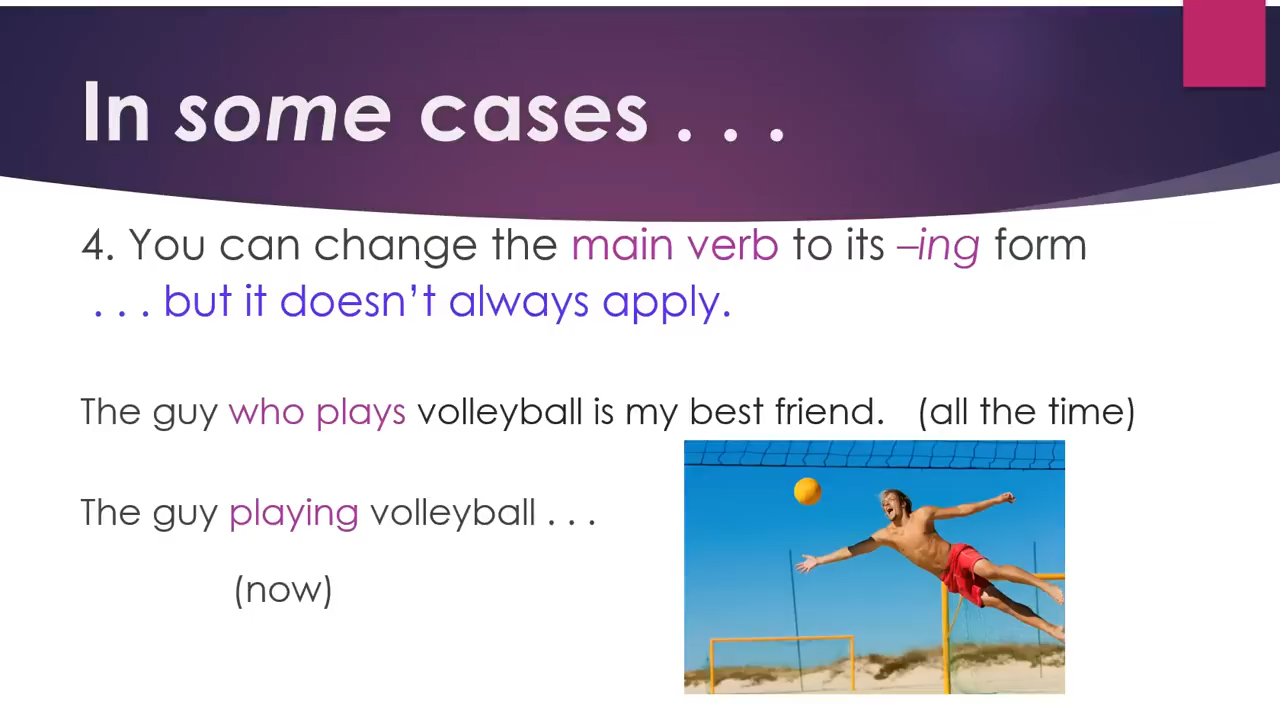 In some cases . . .
4. You can change the main verb to its –ing form
. . . but it doesn’t always apply.
The guy who plays volleyball is my best friend. (all the time)
The guy playing volleyball . . .
(now)